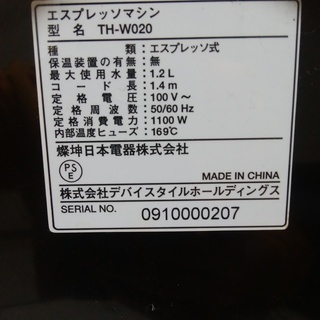 エスプレッソマシン
型名 TH-W020
種類：エスプレッソ式
保温装置の有無：無
最大使用水量：1.2 L
コード長：1.4 m
定格電圧：100 V～
定格周波数：50/60 Hz
定格消費電力：1100 W
内部温度ヒューズ：169℃
燦坤日本電器株式会社
PSE
MADE IN CHINA
株式会社デバイスタイルホールディングス
SERIAL NO. 0910000207